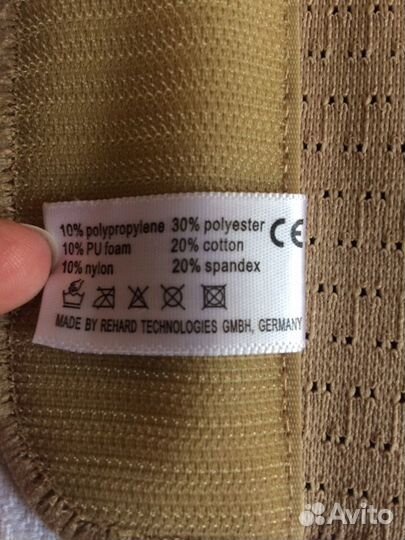 10% polypropylene 30% polyester CE
10% PU foam 20% cotton
10% nylon 20% spandex
MADE BY REHARD TECHNOLOGIES GMBH, GERMANY
Avito